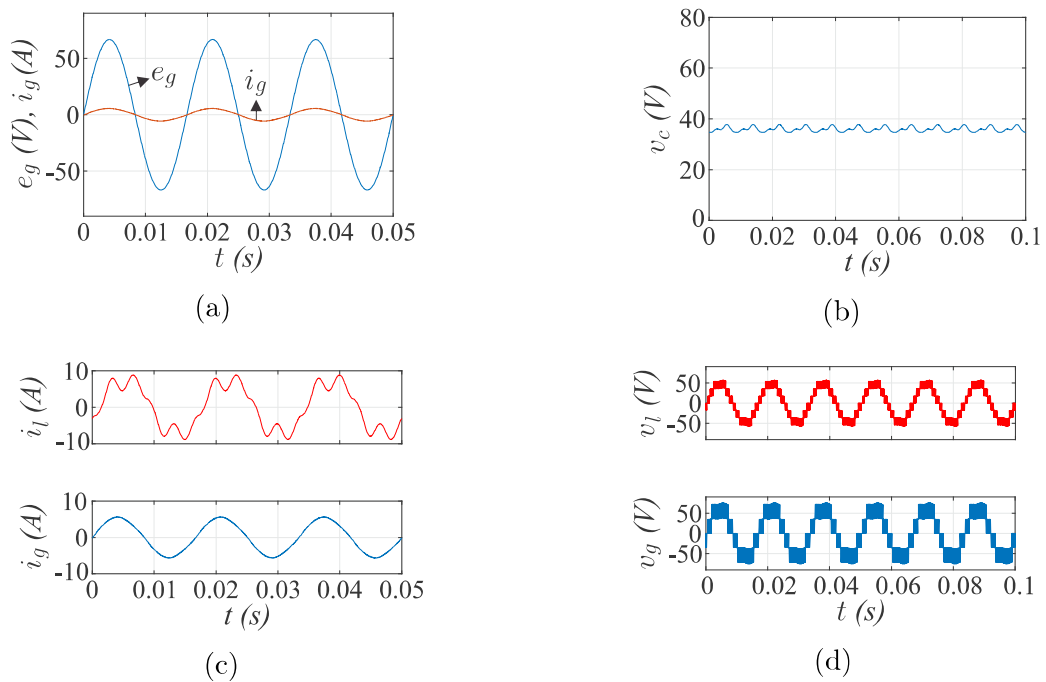 e_g (V), i_g (A)
50
0
-50
e_g
i_g
0 0.01 0.02 0.03 0.04 0.05
t (s)
(a)
v_c (V)
80
60
40
20
0
0 0.02 0.04 0.06 0.08 0.1
t (s)
(b)
i_l (A)
10
0
-10
i_g (A)
10
0
-10
0 0.01 0.02 0.03 0.04 0.05
t (s)
(c)
v_l (V)
50
0
-50
v_g (V)
50
0
-50
0 0.02 0.04 0.06 0.08 0.1
t (s)
(d)